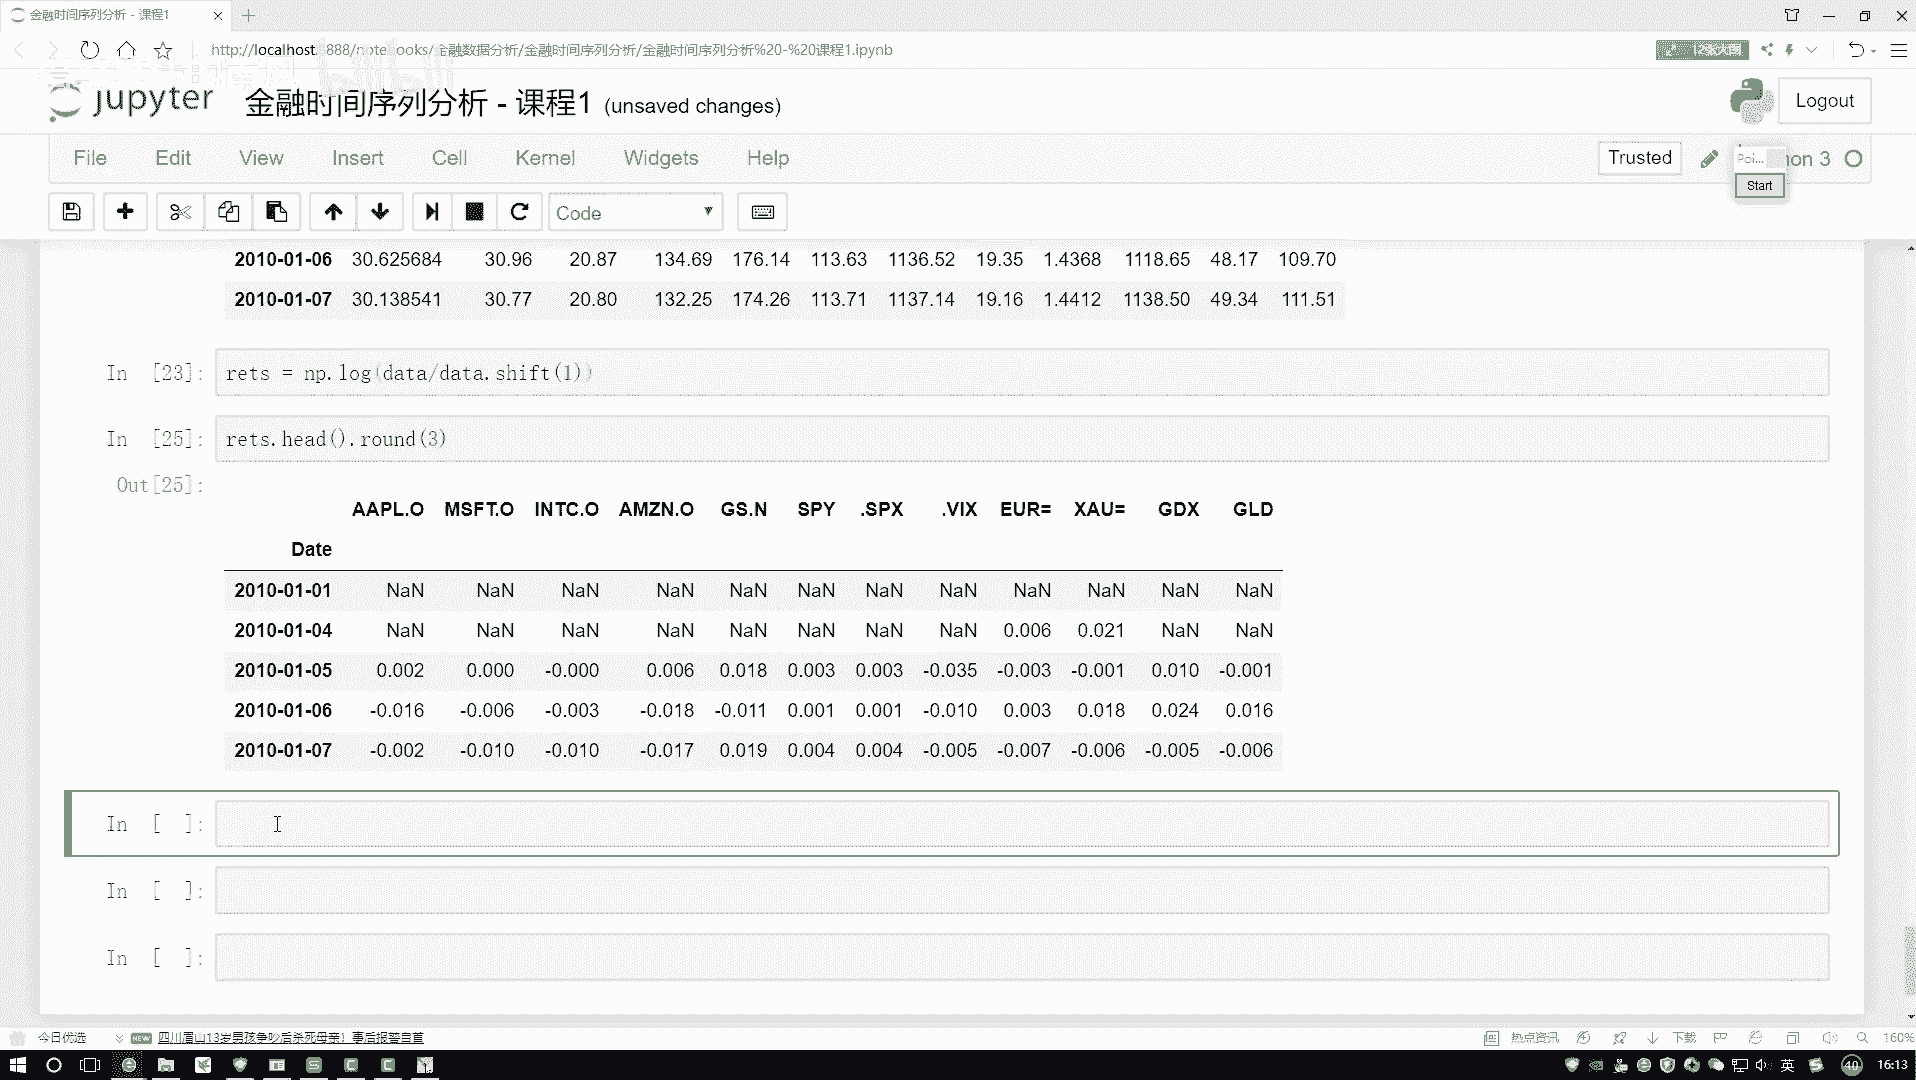 金融时间序列分析 - 课程1
http://localhost:8888/notebooks/金融数据分析/金融时间序列分析/金融时间序列分析%20-%20课程1.ipynb
jupyter 金融时间序列分析 - 课程1 (unsaved changes)
Logout
File Edit View Insert Cell Kernel Widgets Help
Trusted
Poi... hon 3
Start
Code
2010-01-06 30.625684 30.96 20.87 134.69 176.14 113.63 1136.52 19.35 1.4368 1118.65 48.17 109.70
2010-01-07 30.138541 30.77 20.80 132.25 174.26 113.71 1137.14 19.16 1.4412 1138.50 49.34 111.51
In [23]: rets = np.log(data/data.shift(1))
In [25]: rets.head().round(3)
Out[25]:
AAPL.O MSFT.O INTC.O AMZN.O GS.N SPY .SPX .VIX EUR= XAU= GDX GLD
Date
2010-01-01 NaN NaN NaN NaN NaN NaN NaN NaN NaN NaN NaN NaN
2010-01-04 NaN NaN NaN NaN NaN NaN NaN NaN 0.006 0.021 NaN NaN
2010-01-05 0.002 0.000 -0.000 0.006 0.018 0.003 0.003 -0.035 -0.003 -0.001 0.010 -0.001
2010-01-06 -0.016 -0.006 -0.003 -0.018 -0.011 0.001 0.001 -0.010 0.003 0.018 0.024 0.016
2010-01-07 -0.002 -0.010 -0.010 -0.017 0.019 0.004 0.004 -0.005 -0.007 -0.006 -0.005 -0.006
In [ ]:
In [ ]:
In [ ]:
今日优选 NEW 四川眉山13岁男孩争吵后杀死母亲！事后报警自首
热点资讯 下载 160%
英 40 16:13